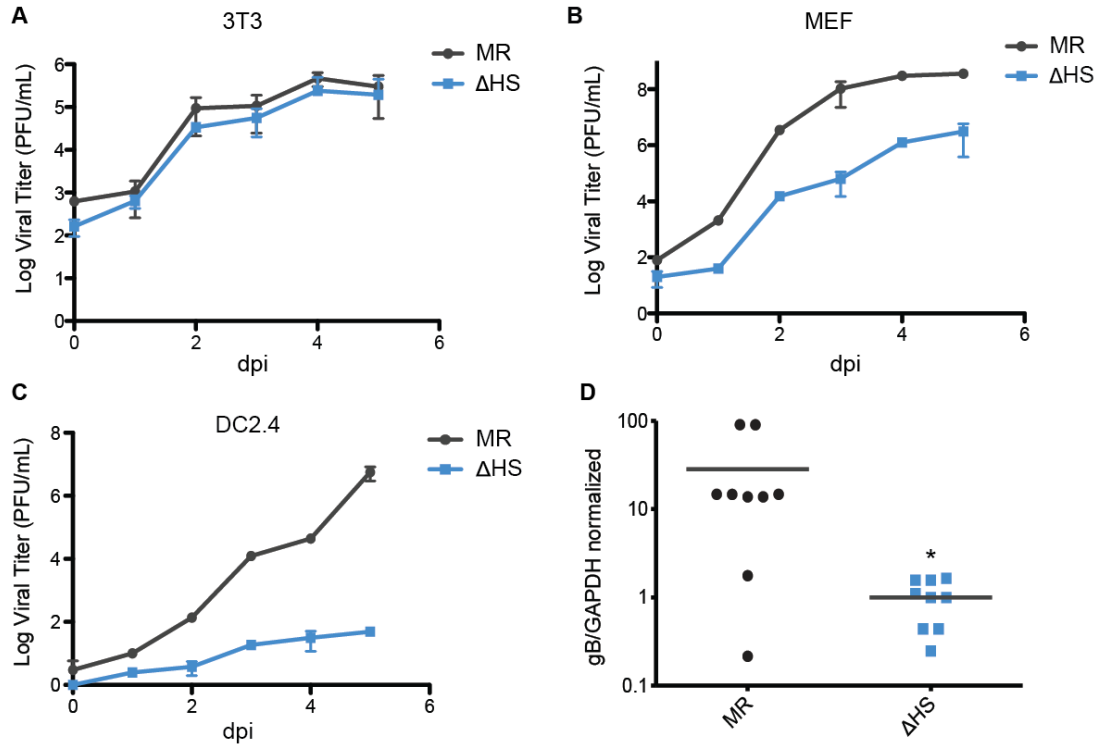 A
3T3
MR
ΔHS
Log Viral Titer (PFU/mL)
6
5
4
3
2
1
0
0
2
4
6
dpi
B
MEF
MR
ΔHS
Log Viral Titer (PFU/mL)
8
6
4
2
0
0
2
4
6
dpi
C
DC2.4
MR
ΔHS
Log Viral Titer (PFU/mL)
8
6
4
2
0
0
2
4
6
dpi
D
gB/GAPDH normalized
100
10
1
0.1
*
MR
ΔHS